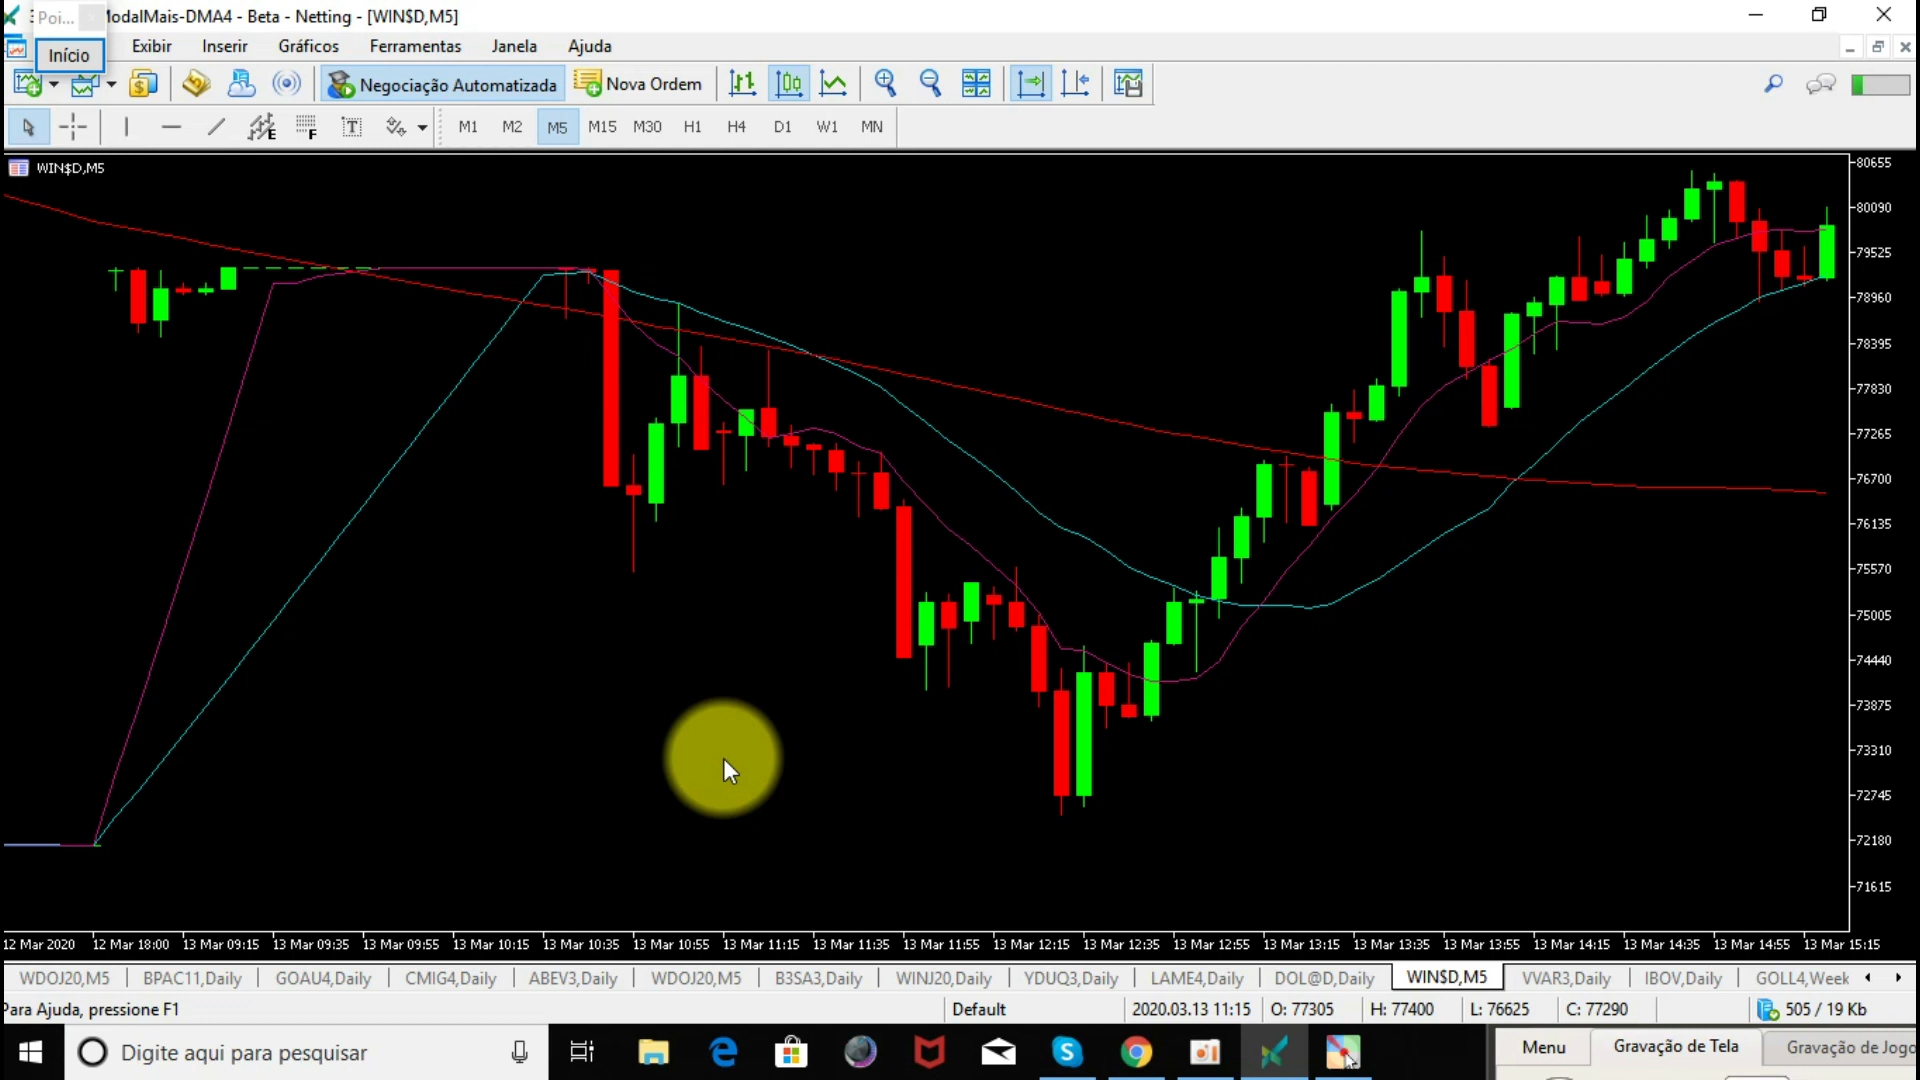 Poi... ModalMais-DMA4 - Beta - Netting - [WIN$D,M5]
Início Exibir Inserir Gráficos Ferramentas Janela Ajuda
Negociação Automatizada Nova Ordem
E F T M1 M2 M5 M15 M30 H1 H4 D1 W1 MN
WIN$D,M5
80655
80090
79525
78960
78395
77830
77265
76700
76135
75570
75005
74440
73875
73310
72745
72180
71615
12 Mar 2020 12 Mar 18:00 13 Mar 09:15 13 Mar 09:35 13 Mar 09:55 13 Mar 10:15 13 Mar 10:35 13 Mar 10:55 13 Mar 11:15 13 Mar 11:35 13 Mar 11:55 13 Mar 12:15 13 Mar 12:35 13 Mar 12:55 13 Mar 13:15 13 Mar 13:35 13 Mar 13:55 13 Mar 14:15 13 Mar 14:35 13 Mar 14:55 13 Mar 15:15
WDOJ20,M5 BPAC11,Daily GOAU4,Daily CMIG4,Daily ABEV3,Daily WDOJ20,M5 B3SA3,Daily WINJ20,Daily YDUQ3,Daily LAME4,Daily DOL@D,Daily WIN$D,M5 VVAR3,Daily IBOV,Daily GOLL4,Week
Para Ajuda, pressione F1 Default 2020.03.13 11:15 O: 77305 H: 77400 L: 76625 C: 77290 505 / 19 Kb
Digite aqui para pesquisar Menu Gravação de Tela Gravação de Jogo